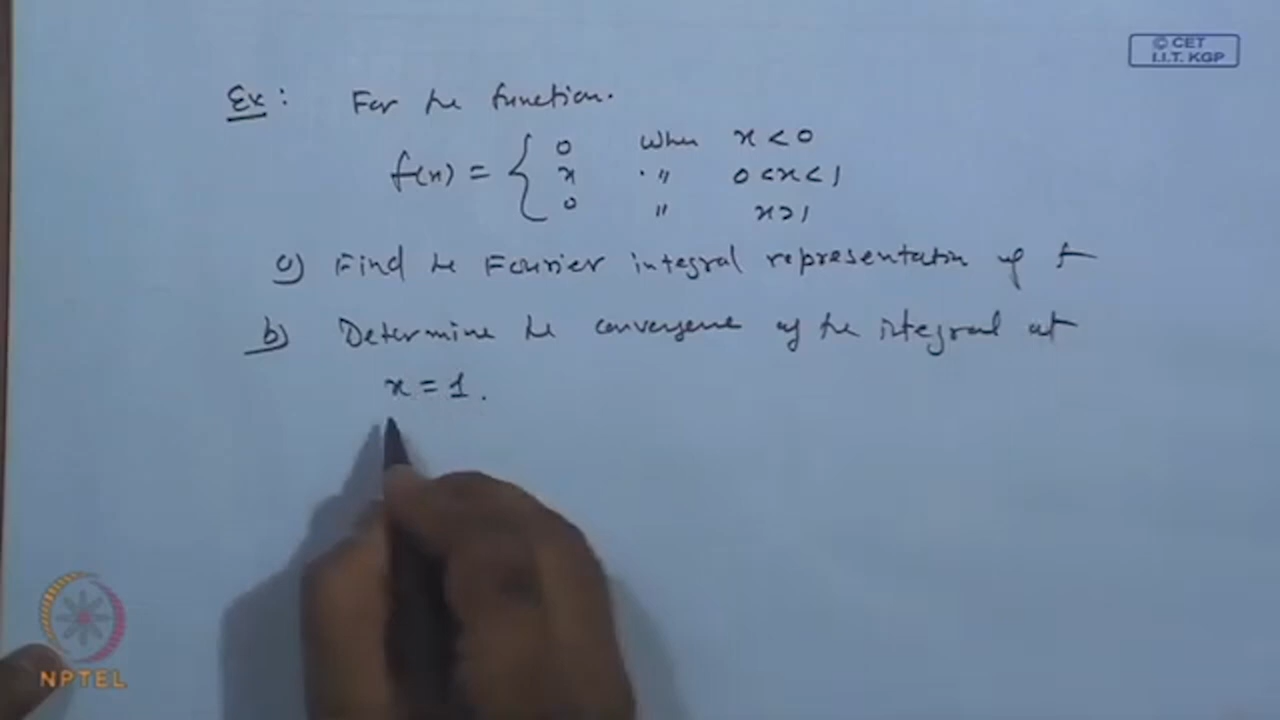 © CET
I.I.T. KGP
Ex: For the function.
f(x) = { 0 when x < 0
x " 0 < x < 1
0 " x > 1
a) Find the Fourier integral representation of f
b) Determine the convergence of the integral at
x = 1.
NPTEL